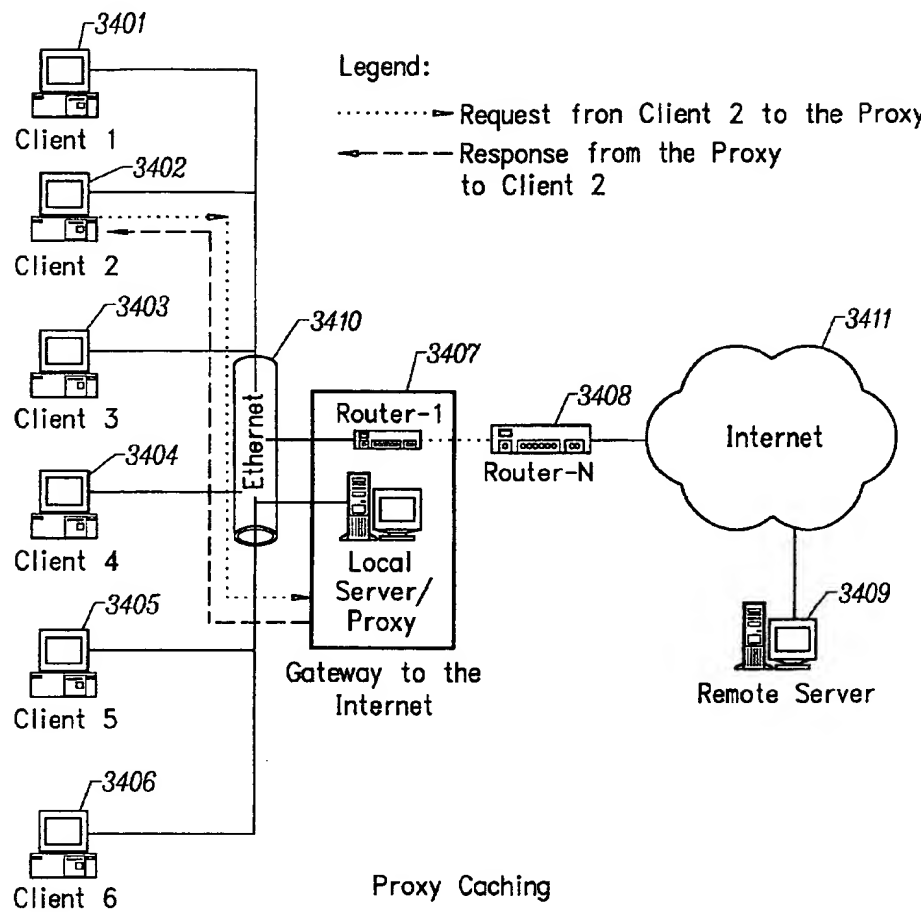 3401
Client 1
Legend:
Request fron Client 2 to the Proxy
Response from the Proxy
to Client 2
3402
Client 2
3403
Client 3
3410
Ethernet
3407
Router-1
3408
Router-N
3411
Internet
3404
Client 4
Local
Server/
Proxy
Gateway to the
Internet
3409
Remote Server
3405
Client 5
3406
Client 6
Proxy Caching